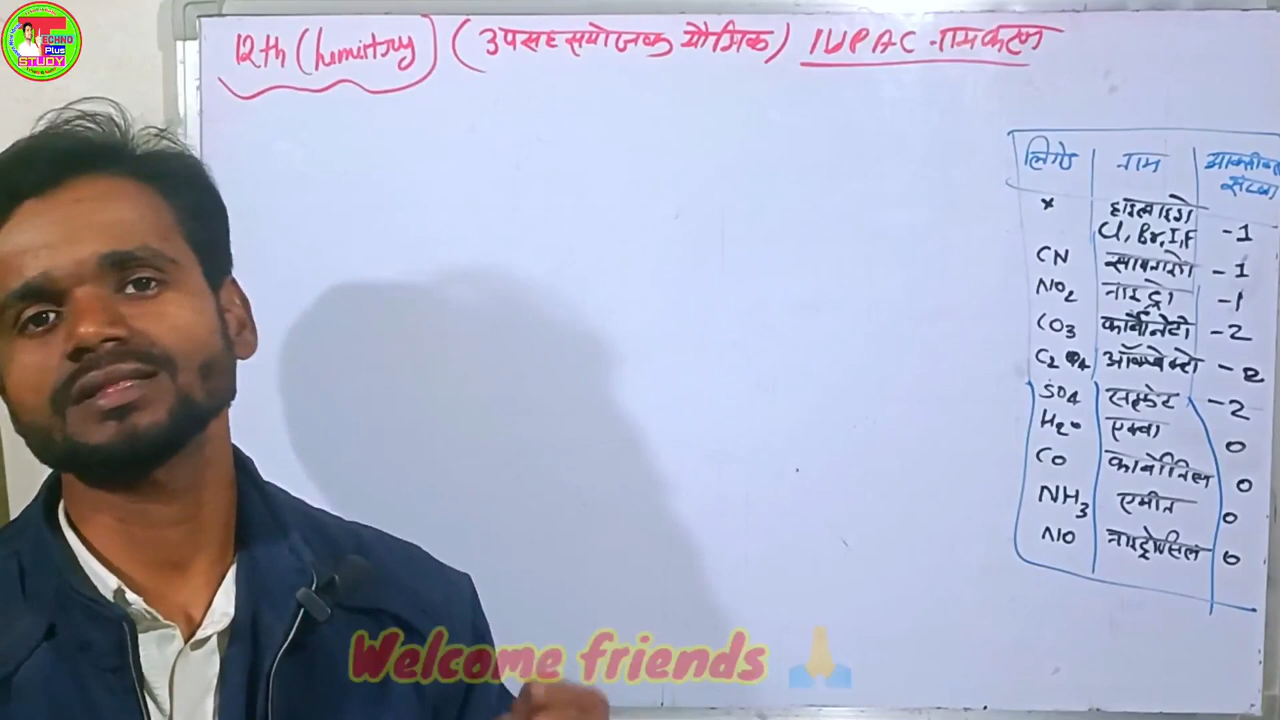 TECHNO
Plus
STUDY
12th Chemistry (उपसहसंयोजक यौगिक) IUPAC नामकरण
लिगेंड नाम
x हाइलाइडो
Cl, Br, I, F -1
CN सायनाइडो -1
NO₂ नाइट्रो -1
CO₃ कार्बोनेटो -2
C₂O₄ ऑक्जेलेटो -2
SO₄ सल्फेट -2
H₂O एक्वा 0
CO कार्बोनिल 0
NH₃ एमीन 0
NO नाइट्रोसिल 0
Welcome friends 🙏